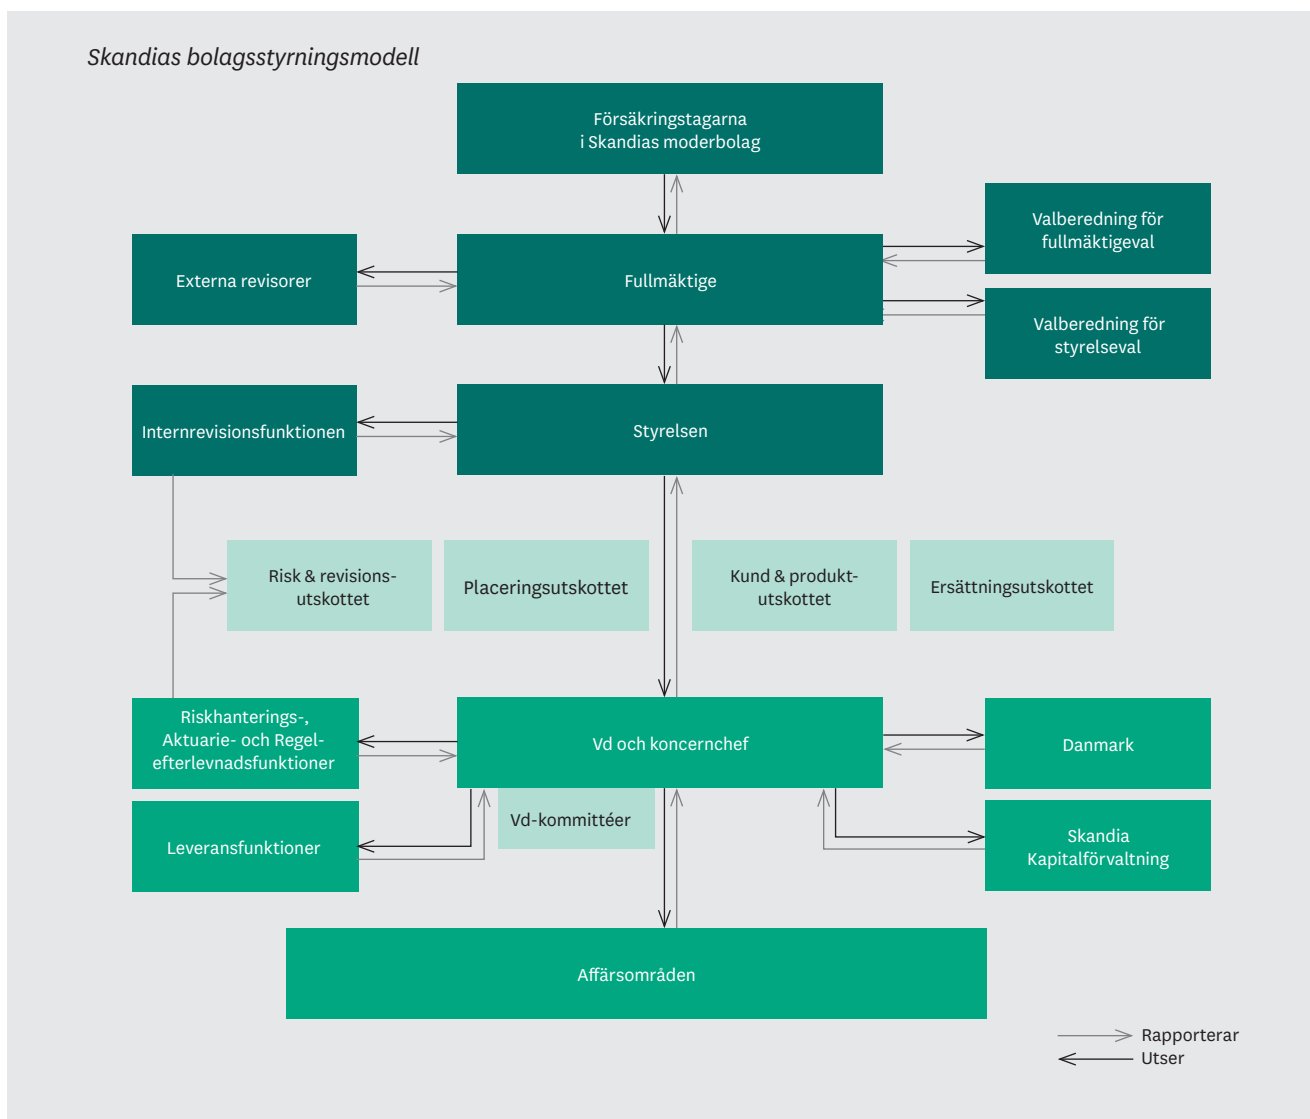 Skandias bolagsstyrningsmodell
Försäkringstagarna
i Skandias moderbolag
Valberedning för
fullmäktigeval
Externa revisorer
Fullmäktige
Valberedning för
styrelseval
Internrevisionsfunktionen
Styrelsen
Risk & revisions-
utskottet
Placeringsutskottet
Kund & produkt-
utskottet
Ersättningsutskottet
Riskhanterings-,
Aktuarie- och Regel-
efterlevnadsfunktioner
Vd och koncernchef
Danmark
Leveransfunktioner
Vd-kommittéer
Skandia
Kapitalförvaltning
Affärsområden
Rapporterar
Utser